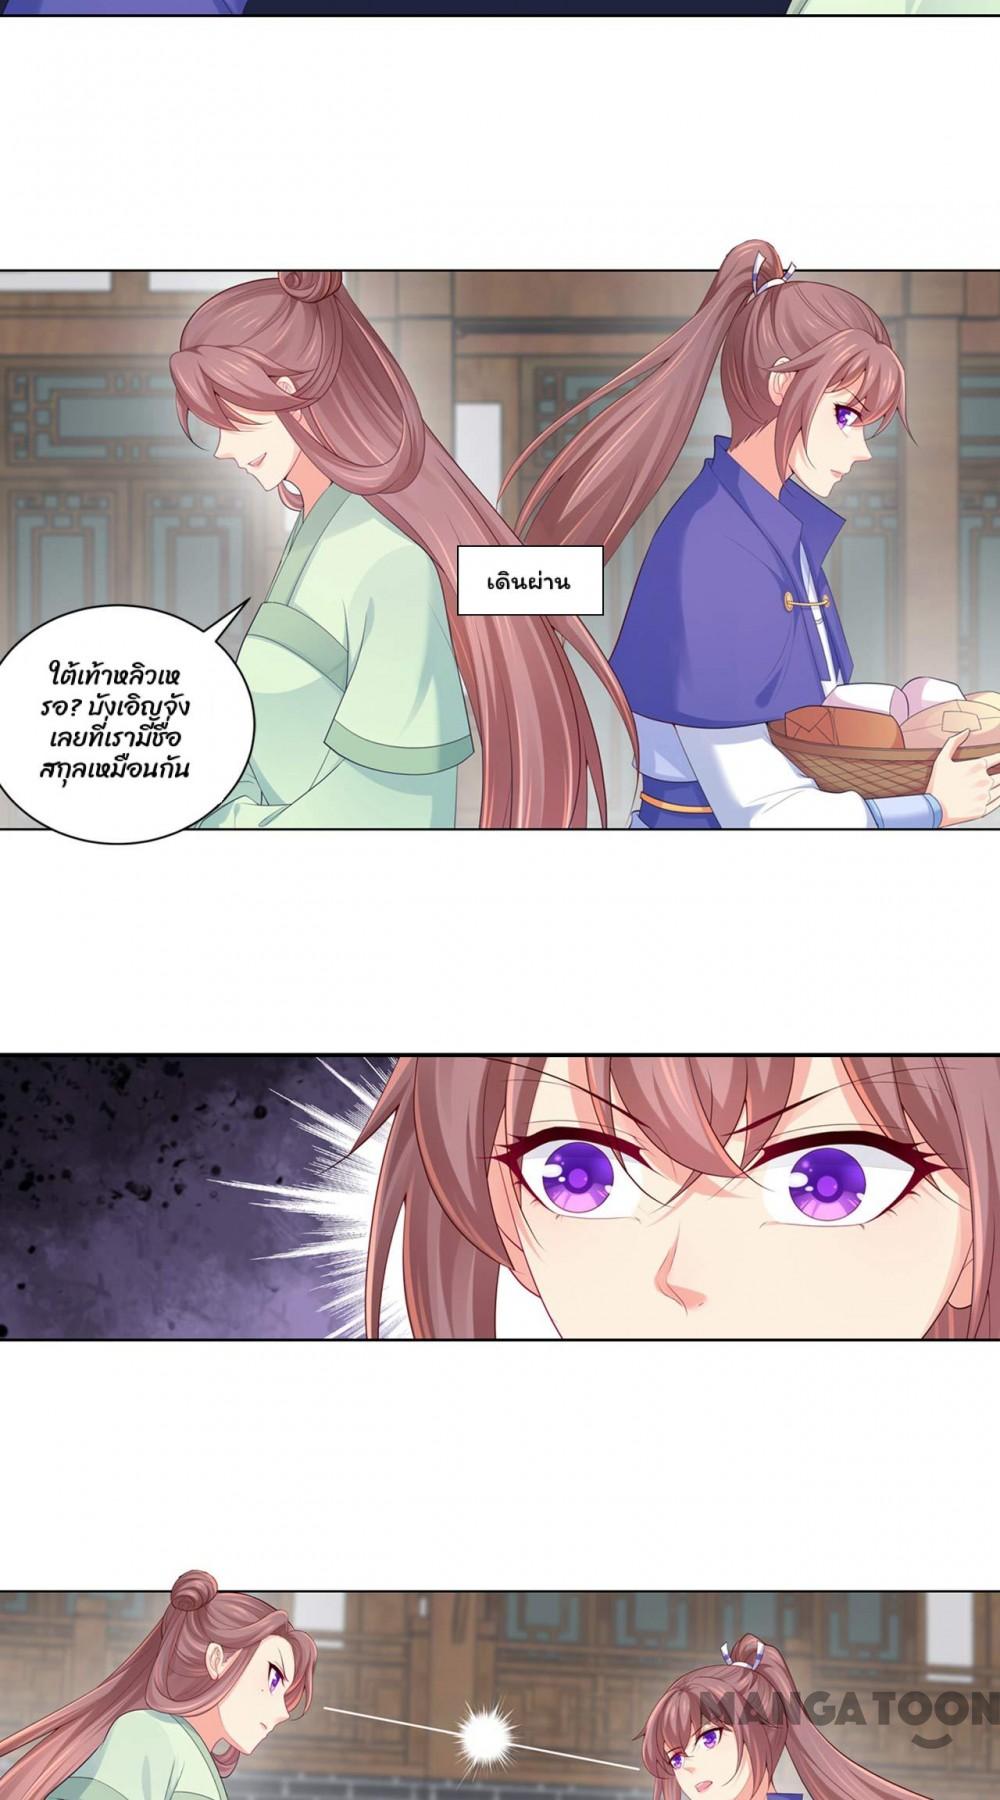 เดินผ่าน
ใต้เท้าหลิวเห
รอ? บังเอิญจัง
เลยที่เรามีชื่อ
สกุลเหมือนกัน
MANGATOON